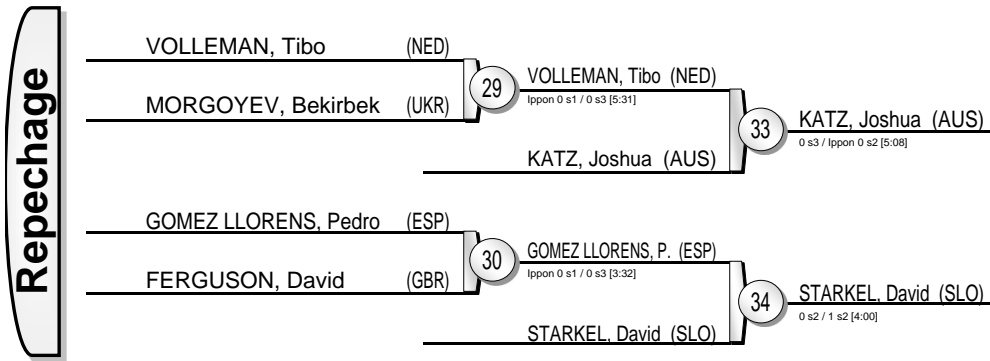 Repechage
VOLLEMAN, Tibo (NED)
MORGOYEV, Bekirbek (UKR)
29
VOLLEMAN, Tibo (NED)
Ippon 0 s1 / 0 s3 [5:31]
KATZ, Joshua (AUS)
33
KATZ, Joshua (AUS)
0 s3 / Ippon 0 s2 [5:08]
GOMEZ LLORENS, Pedro (ESP)
FERGUSON, David (GBR)
30
GOMEZ LLORENS, P. (ESP)
Ippon 0 s1 / 0 s3 [3:32]
STARKEL, David (SLO)
34
STARKEL, David (SLO)
0 s2 / 1 s2 [4:00]